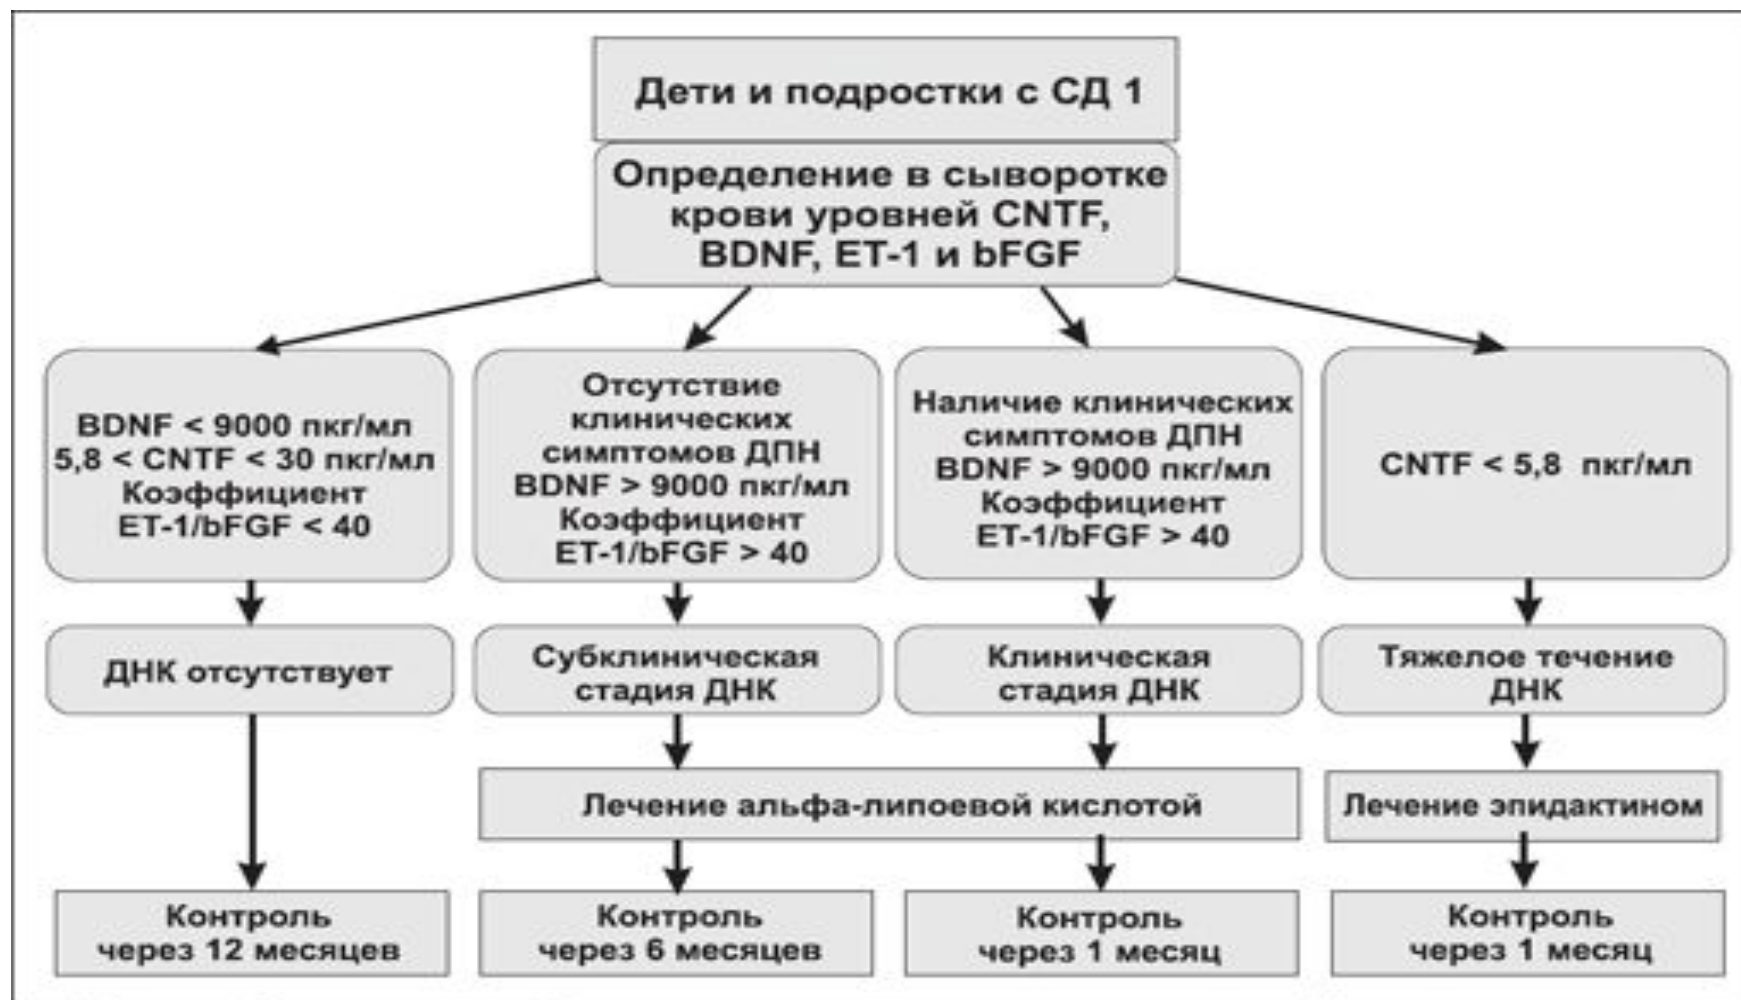 Дети и подростки с СД 1
Определение в сыворотке
крови уровней CNTF,
BDNF, ET-1 и bFGF
BDNF < 9000 пкг/мл
5,8 < CNTF < 30 пкг/мл
Коэффициент
ET-1/bFGF < 40
Отсутствие
клинических
симптомов ДПН
BDNF > 9000 пкг/мл
Коэффициент
ET-1/bFGF > 40
Наличие клинических
симптомов ДПН
BDNF > 9000 пкг/мл
Коэффициент
ET-1/bFGF > 40
CNTF < 5,8 пкг/мл
ДНК отсутствует
Субклиническая
стадия ДНК
Клиническая
стадия ДНК
Тяжелое течение
ДНК
Лечение альфа-липоевой кислотой
Лечение эпидактином
Контроль
через 12 месяцев
Контроль
через 6 месяцев
Контроль
через 1 месяц
Контроль
через 1 месяц